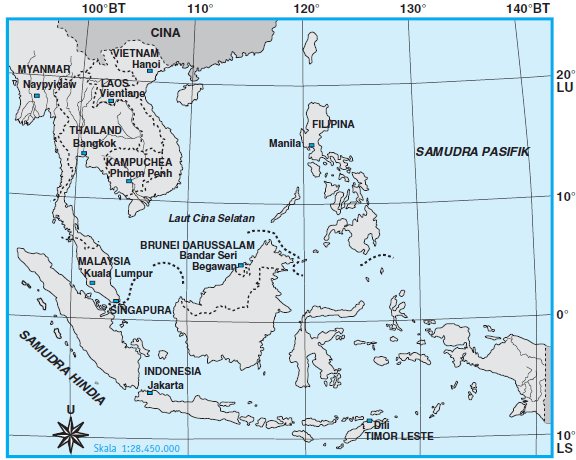 100°BT 110° 120° 130° 140°BT
CINA
VIETNAM
Hanoi
MYANMAR
Naypyidaw
LAOS
Vientiane
20°
LU
THAILAND
Bangkok
FILIPINA
Manila
SAMUDRA PASIFIK
KAMPUCHEA
Phnom Penh
10°
Laut Cina Selatan
BRUNEI DARUSSALAM
Bandar Seri
Begawan
MALAYSIA
Kuala Lumpur
SINGAPURA
0°
SAMUDRA HINDIA
INDONESIA
Jakarta
U
Dili
TIMOR LESTE
10°
LS
Skala 1:28.450.000